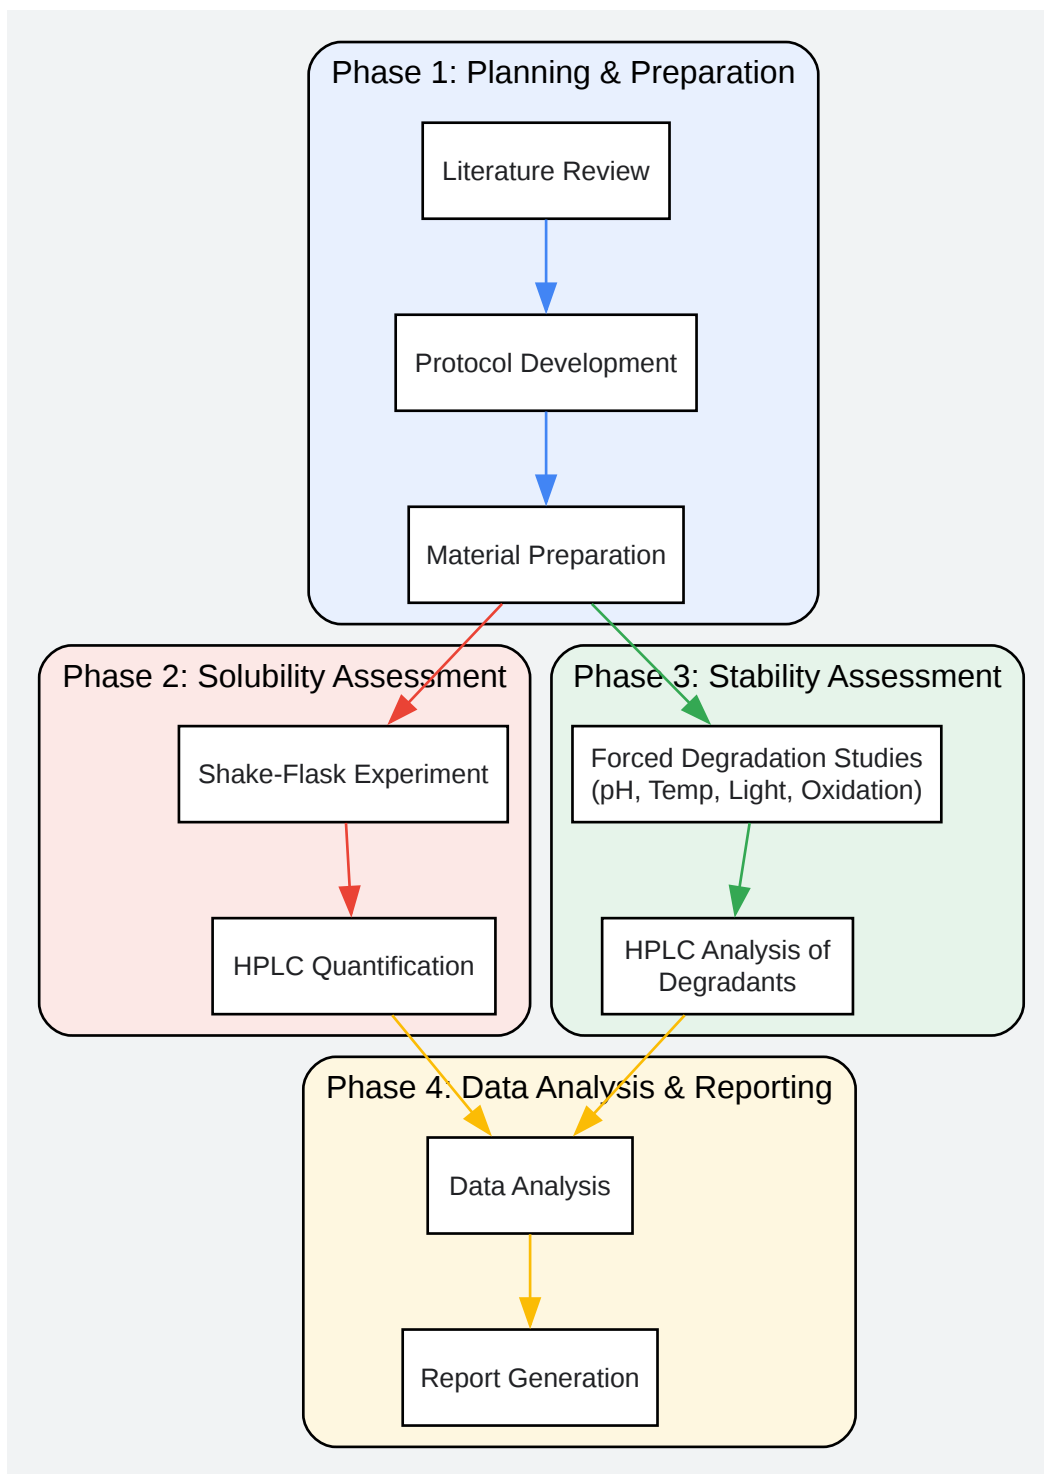 Phase 1: Planning & Preparation
Literature Review
Protocol Development
Material Preparation
Phase 2: Solubility Assessment
Shake-Flask Experiment
HPLC Quantification
Phase 3: Stability Assessment
Forced Degradation Studies
(pH, Temp, Light, Oxidation)
HPLC Analysis of
Degradants
Phase 4: Data Analysis & Reporting
Data Analysis
Report Generation